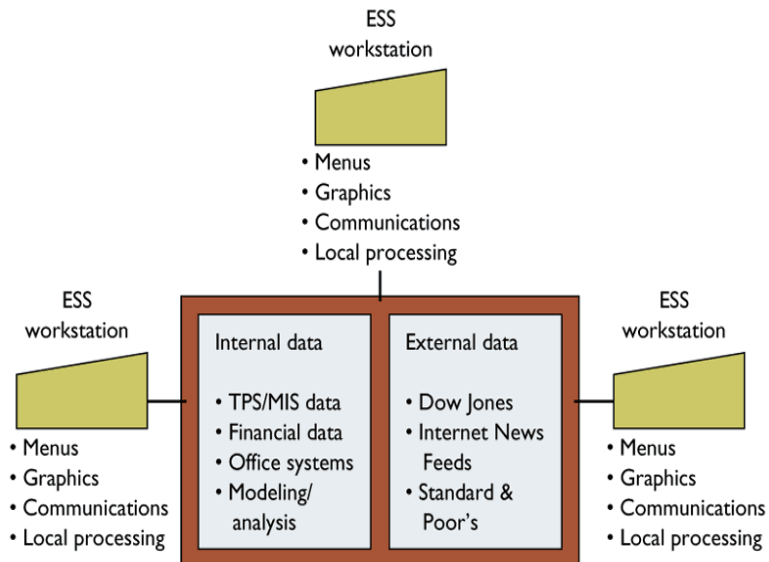 ESS
workstation
• Menus
• Graphics
• Communications
• Local processing
ESS
workstation
• Menus
• Graphics
• Communications
• Local processing
Internal data
• TPS/MIS data
• Financial data
• Office systems
• Modeling/
analysis
External data
• Dow Jones
• Internet News
Feeds
• Standard &
Poor's
ESS
workstation
• Menus
• Graphics
• Communications
• Local processing